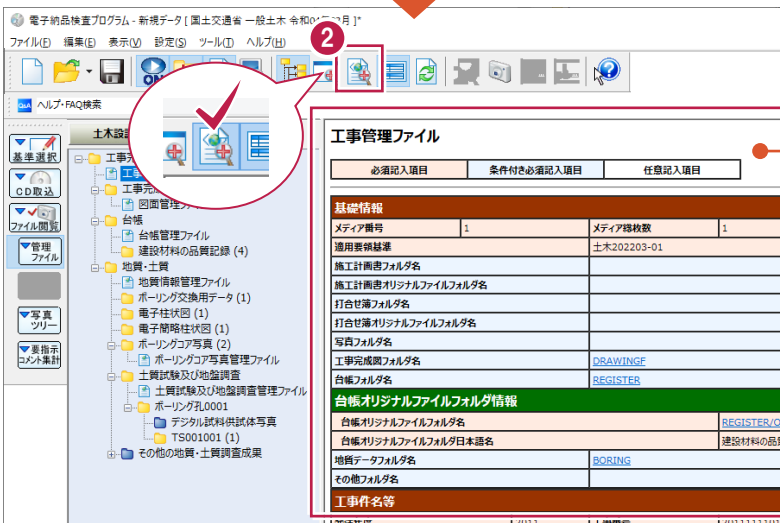 電子納品検査プログラム - 新規データ [ 国土交通省 一般土木 令和0 月 ]*
2
ファイル(F) 編集(E) 表示(V) 設定(S) ツール(T) ヘルプ(H)
ON
Q&A ヘルプ・FAQ検索
基準選択
CD取込
ファイル閲覧
管理
ファイル
写真
ツリー
要指示
コメント集計
土木設
工事
工事
工事完
図面管理ファイル
台帳
台帳管理ファイル
建設材料の品質記録 (4)
地質・土質
地質情報管理ファイル
ボーリング交換用データ (1)
電子柱状図 (1)
電子簡略柱状図 (1)
ボーリングコア写真 (2)
ボーリングコア写真管理ファイル
土質試験及び地盤調査
土質試験及び地盤調査管理ファイル
ボーリング孔0001
デジタル試料供試体写真
TS001001 (1)
その他の地質・土質調査成果
工事管理ファイル
必須記入項目 条件付き必須記入項目 任意記入項目
基礎情報
メディア番号 1 メディア総枚数 1
適用要領基準 土木202203-01
施工計画書フォルダ名
施工計画書オリジナルファイルフォルダ名
打合せ簿フォルダ名
打合せ簿オリジナルファイルフォルダ名
写真フォルダ名
工事完成図フォルダ名 DRAWINGF
台帳フォルダ名 REGISTER
台帳オリジナルファイルフォルダ情報
台帳オリジナルファイルフォルダ名 REGISTER/O
台帳オリジナルファイルフォルダ日本語名 建設材料の品
地質データフォルダ名 BORING
その他フォルダ名
工事件名等